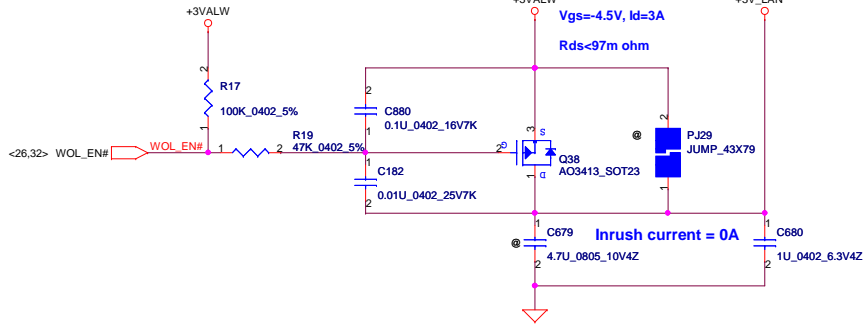 +3VALW
+3VALW
+3V_LAN
Vgs=-4.5V, Id=3A
Rds<97m ohm
2
R17
100K_0402_5%
1
2
C880
0.1U_0402_16V7K
1
<26,32> WOL_EN#
WOL_EN#
1
R19
2
47K_0402_5%
1
C182
0.01U_0402_25V7K
2
2
G
3
S
Q38
AO3413_SOT23
1
D
@
2
PJ29
JUMP_43X79
1
@
1
C679
4.7U_0805_10V4Z
2
Inrush current = 0A
1
C680
1U_0402_6.3V4Z
2